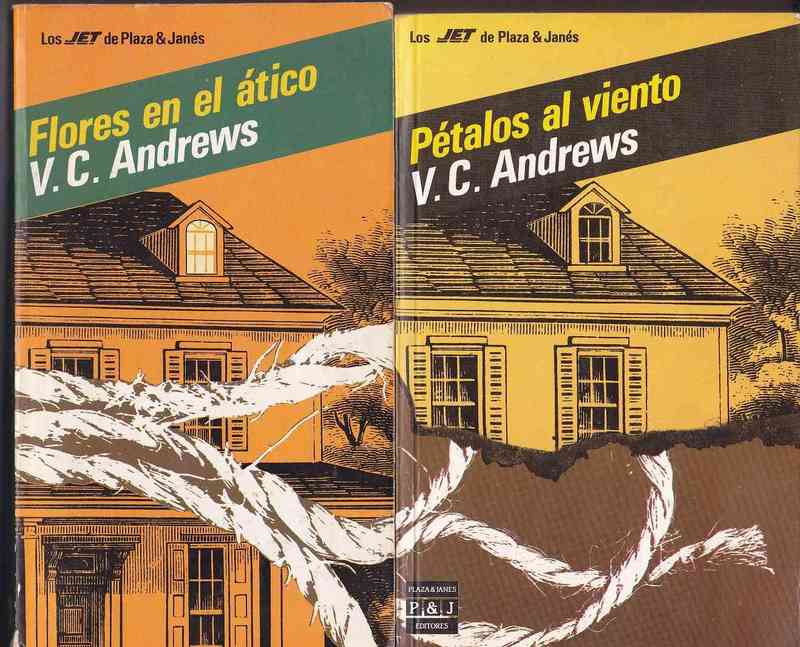 Los JET de Plaza & Janés
Flores en el ático
V. C. Andrews
Los JET de Plaza & Janés
Pétalos al viento
V. C. Andrews
PLAZA & JANES
P & J
EDITORES